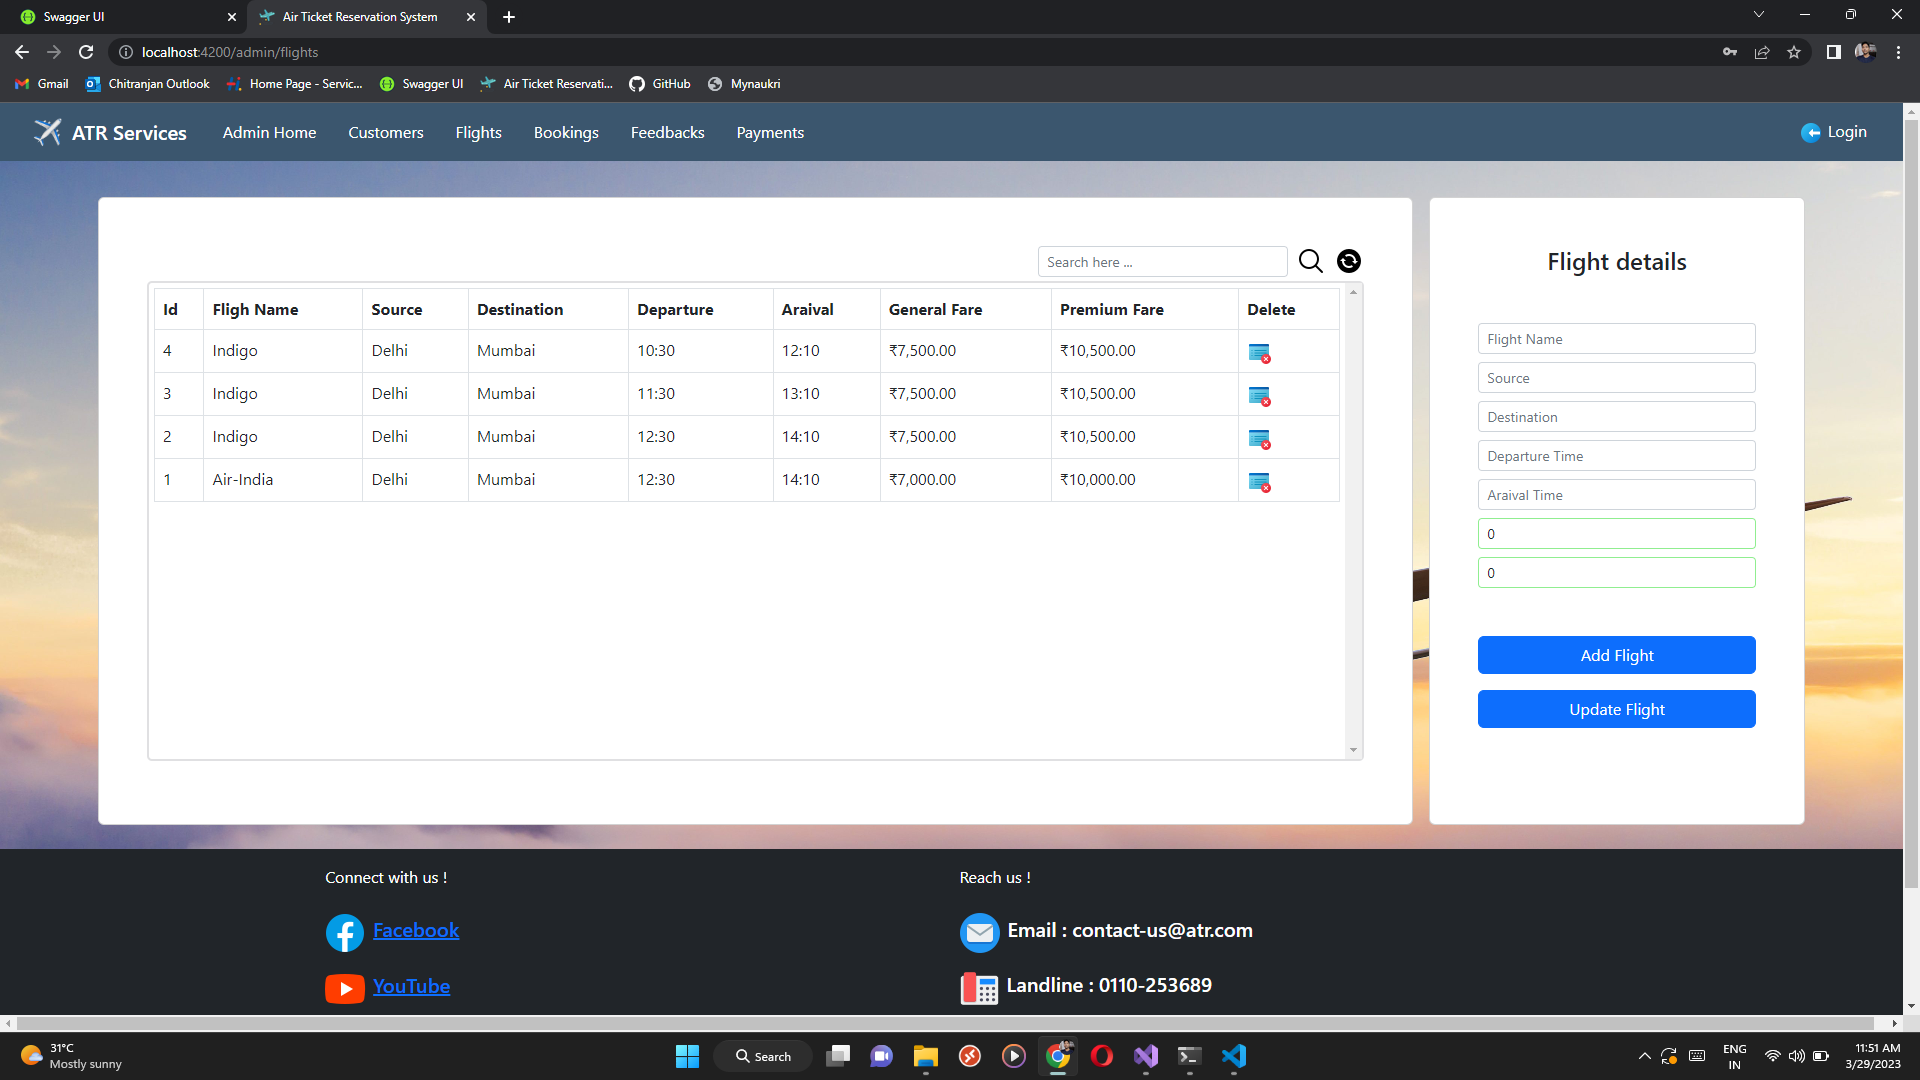 Swagger UI
Air Ticket Reservation System
localhost:4200/admin/flights
Gmail
Chitranjan Outlook
Home Page - Servic...
Swagger UI
Air Ticket Reservati...
GitHub
Mynaukri
ATR Services
Admin Home
Customers
Flights
Bookings
Feedbacks
Payments
Login
Search here ...
Id Fligh Name Source Destination Departure Araival General Fare Premium Fare Delete
4 Indigo Delhi Mumbai 10:30 12:10 ₹7,500.00 ₹10,500.00
3 Indigo Delhi Mumbai 11:30 13:10 ₹7,500.00 ₹10,500.00
2 Indigo Delhi Mumbai 12:30 14:10 ₹7,500.00 ₹10,500.00
1 Air-India Delhi Mumbai 12:30 14:10 ₹7,000.00 ₹10,000.00
Flight details
Flight Name
Source
Destination
Departure Time
Araival Time
0
0
Add Flight
Update Flight
Connect with us !
Facebook
YouTube
Reach us !
Email : contact-us@atr.com
Landline : 0110-253689
31°C
Mostly sunny
Search
ENG
IN
11:51 AM
3/29/2023